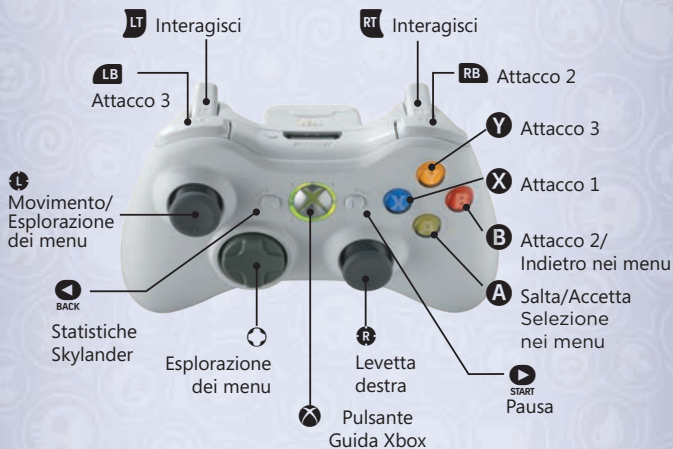 LT Interagisci
RT Interagisci
LB
Attacco 3
RB Attacco 2
Y Attacco 3
X Attacco 1
B Attacco 2/
Indietro nei menu
A Salta/Accetta
Selezione
nei menu
L
Movimento/
Esplorazione
dei menu
BACK
Statistiche
Skylander
Esplorazione
dei menu
R
Levetta
destra
START
Pausa
Pulsante
Guida Xbox
Y
X
B